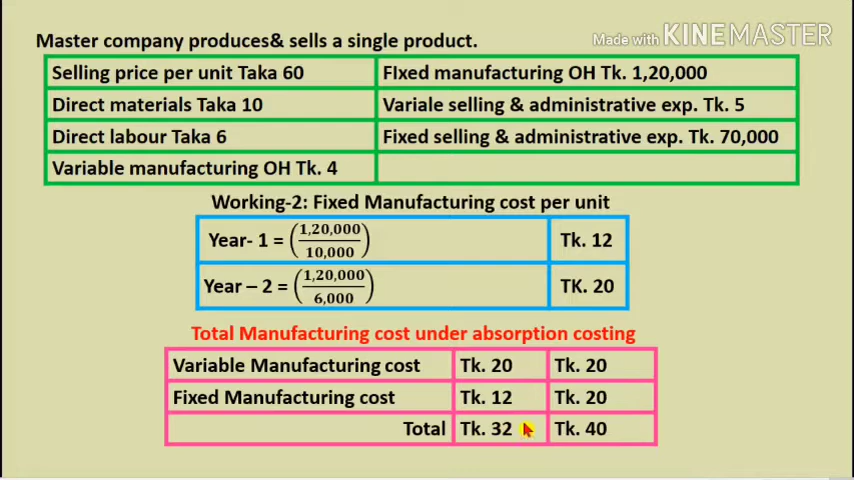 Made with KINEMASTER
Master company produces& sells a single product.
Selling price per unit Taka 60
FIxed manufacturing OH Tk. 1,20,000
Direct materials Taka 10
Variale selling & administrative exp. Tk. 5
Direct labour Taka 6
Fixed selling & administrative exp. Tk. 70,000
Variable manufacturing OH Tk. 4
Working-2: Fixed Manufacturing cost per unit
Year- 1 = (1,20,000/10,000)
Tk. 12
Year – 2 = (1,20,000/6,000)
TK. 20
Total Manufacturing cost under absorption costing
Variable Manufacturing cost Tk. 20 Tk. 20
Fixed Manufacturing cost Tk. 12 Tk. 20
Total Tk. 32 Tk. 40